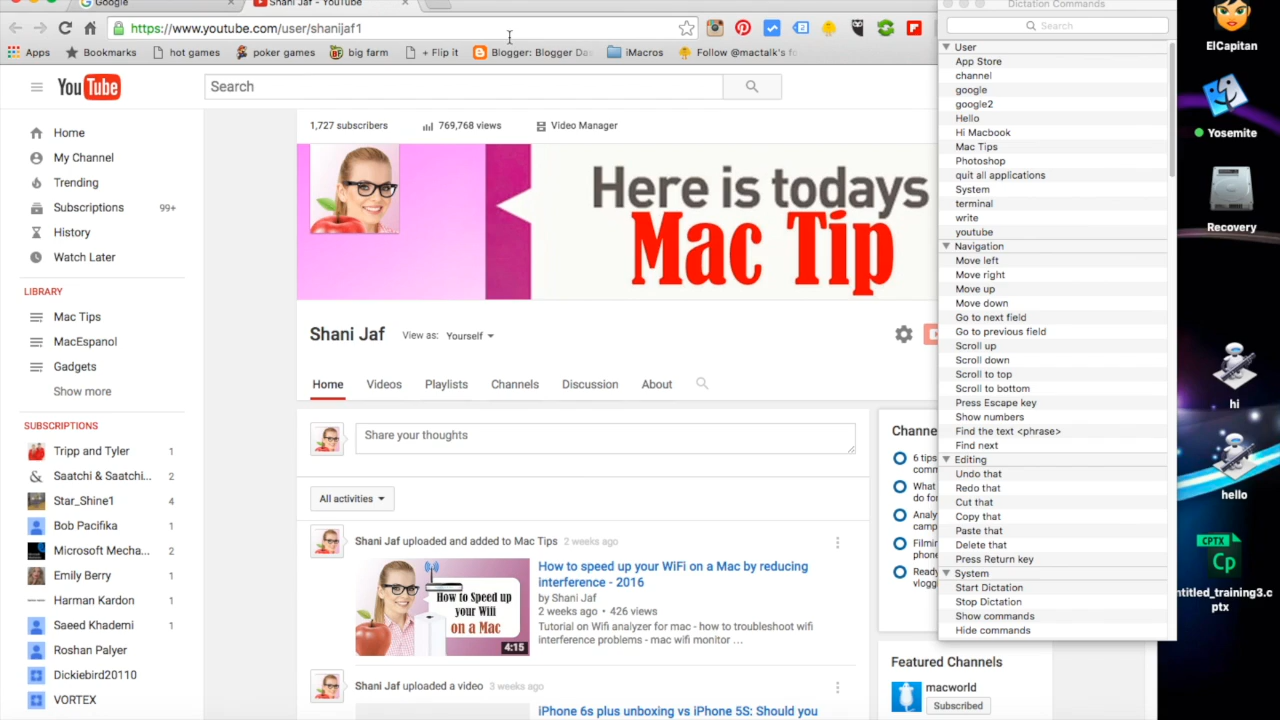 Google
Shani Jaf - YouTube
https://www.youtube.com/user/shanijaf1
Apps
Bookmarks
hot games
poker games
big farm
+ Flip it
Blogger: Blogger Das
iMacros
Follow @mactalk's f
YouTube
Search
Home
My Channel
Trending
Subscriptions 99+
History
Watch Later
LIBRARY
Mac Tips
MacEspanol
Gadgets
Show more
SUBSCRIPTIONS
Tripp and Tyler 1
Saatchi & Saatchi... 2
Star_Shine1 4
Bob Pacifika 1
Microsoft Mecha... 2
Emily Berry 1
Harman Kardon 1
Saeed Khademi 1
Roshan Palyer
Dickiebird20110
VORTEX
1,727 subscribers
769,768 views
Video Manager
Here is todays
Mac Tip
Shani Jaf
View as: Yourself
Home
Videos
Playlists
Channels
Discussion
About
Share your thoughts
All activities
Shani Jaf uploaded and added to Mac Tips 2 weeks ago
How to Speed up
your Wifi
on a Mac
4:15
How to speed up your WiFi on a Mac by reducing
interference - 2016
by Shani Jaf
2 weeks ago • 426 views
Tutorial on Wifi analyzer for mac - how to troubleshoot wifi
interference problems - mac wifi monitor ...
Shani Jaf uploaded a video 3 weeks ago
iPhone 6s plus unboxing vs iPhone 5S: Should you
Channe
6 tips
comm
What
do for
Analy
camp
Filmir
phone
Ready
vlogg
Featured Channels
macworld
Subscribed
Dictation Commands
Search
User
App Store
channel
google
google2
Hello
Hi Macbook
Mac Tips
Photoshop
quit all applications
System
terminal
write
youtube
Navigation
Move left
Move right
Move up
Move down
Go to next field
Go to previous field
Scroll up
Scroll down
Scroll to top
Scroll to bottom
Press Escape key
Show numbers
Find the text <phrase>
Find next
Editing
Undo that
Redo that
Cut that
Copy that
Paste that
Delete that
Press Return key
System
Start Dictation
Stop Dictation
Show commands
Hide commands
ElCapitan
Yosemite
Recovery
hi
hello
CPTX
Cp
ntitled_training3.c
ptx